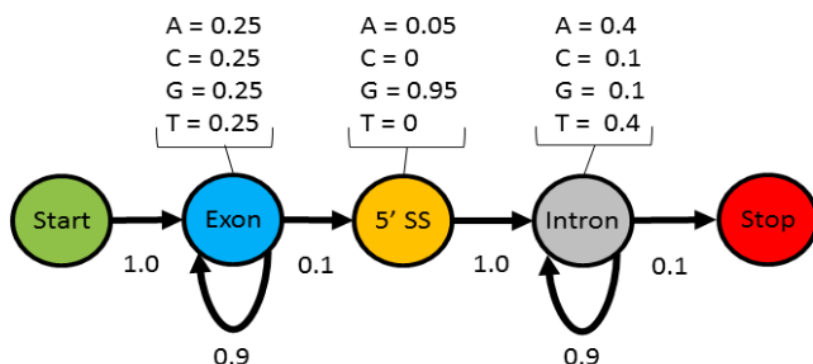 A = 0.25
C = 0.25
G = 0.25
T = 0.25
A = 0.05
C = 0
G = 0.95
T = 0
A = 0.4
C = 0.1
G = 0.1
T = 0.4
Start
Exon
5' SS
Intron
Stop
1.0
0.1
1.0
0.1
0.9
0.9